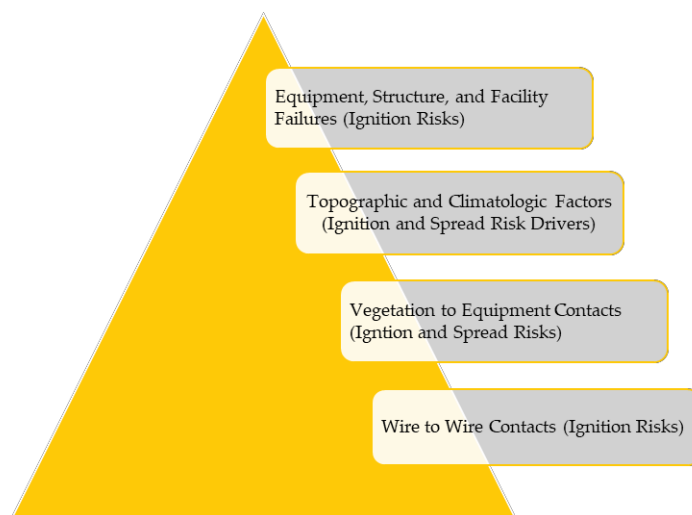 Equipment, Structure, and Facility
Failures (Ignition Risks)
Topographic and Climatologic Factors
(Ignition and Spread Risk Drivers)
Vegetation to Equipment Contacts
(Igntion and Spread Risks)
Wire to Wire Contacts (Ignition Risks)